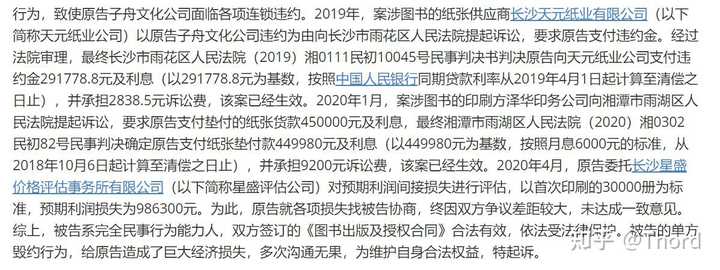 行为，致使原告子舟文化公司面临各项连锁违约。2019年，案涉图书的纸张供应商长沙天元纸业有限公司（以下
简称天元纸业公司）以原告子舟文化公司违约为由向长沙市雨花区人民法院提起诉讼，要求原告支付违约金。经过
法院审理，最终长沙市雨花区人民法院（2019）湘0111民初10045号民事判决书判决原告向天元纸业公司支付违
约金291778.8元及利息（以291778.8元为基数，按照中国人民银行同期贷款利率从2019年4月1日起计算至清偿之
日止），并承担2838.5元诉讼费，该案已经生效。2020年1月，案涉图书的印刷方泽华印务公司向湘潭市雨湖区人
民法院提起诉讼，要求原告支付垫付的纸张货款450000元及利息，最终湘潭市雨湖区人民法院（2020）湘0302
民初82号民事判决确定原告支付纸张垫付款449980元及利息（以449980元为基数，按照月息6000元的标准，从
2018年10月6日起计算至清偿之日止），并承担9200元诉讼费，该案已经生效。2020年4月，原告委托长沙星盛
价格评估事务所有限公司（以下简称星盛评估公司）对预期利润间接损失进行评估，以首次印刷的30000册为标
准，预期利润损失为986300元。为此，原告就各项损失找被告协商，终因双方争议差距较大，未达成一致意见。
综上，被告系完全民事行为能力人，双方签订的《图书出版及授权合同》合法有效，依法受法律保护。被告的单方
毁约行为，给原告造成了巨大经济损失，多次沟通无果，为维护自身合法权益，特起诉。
知乎 @Thord